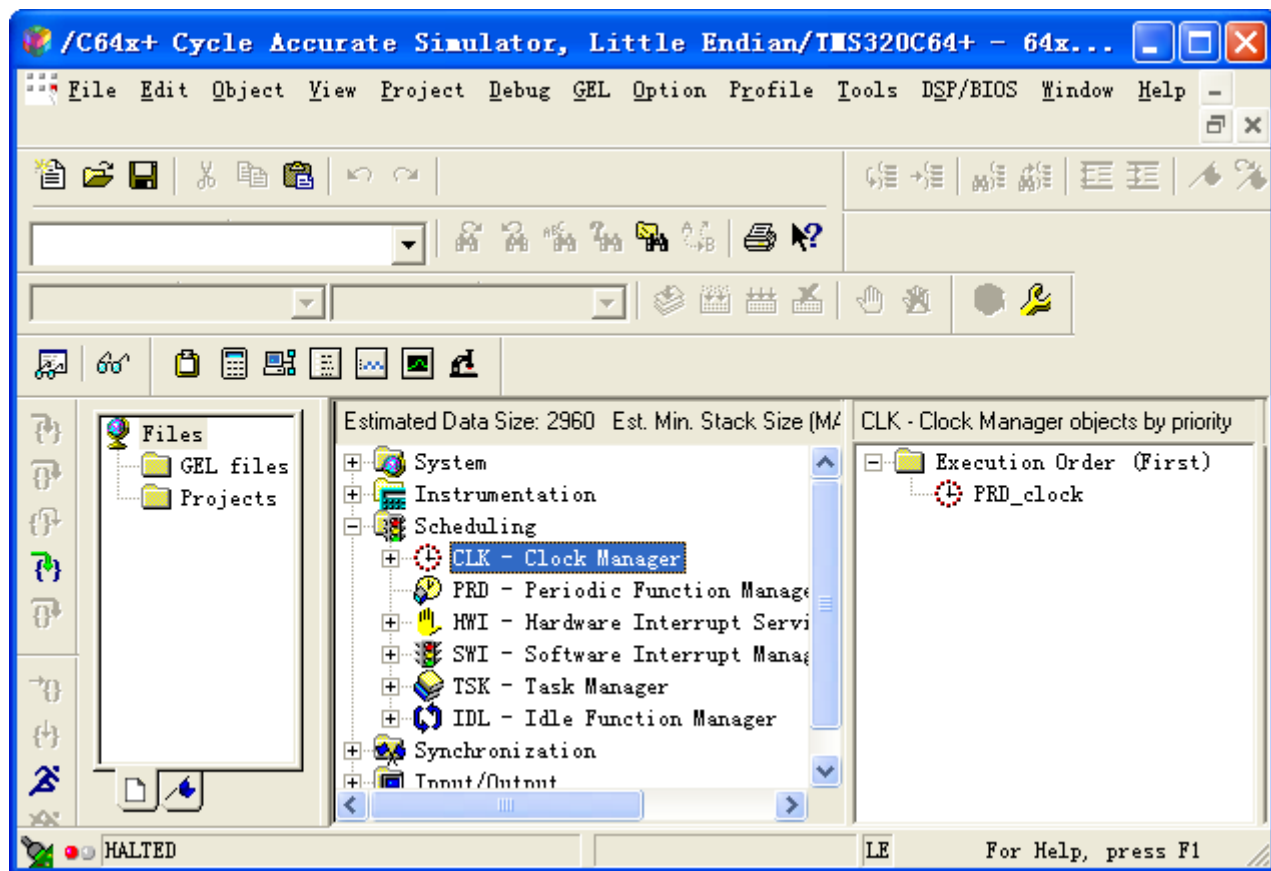 /C64x+ Cycle Accurate Simulator, Little Endian/TMS320C64+ - 64x...
File Edit Object View Project Debug GEL Option Profile Tools DSP/BIOS Window Help
Files
GEL files
Projects
Estimated Data Size: 2960 Est. Min. Stack Size (MA
System
Instrumentation
Scheduling
CLK - Clock Manager
PRD - Periodic Function Manage
HWI - Hardware Interrupt Servi
SWI - Software Interrupt Manag
TSK - Task Manager
IDL - Idle Function Manager
Synchronization
Input/Output
CLK - Clock Manager objects by priority
Execution Order (First)
PRD_clock
HALTED
LE
For Help, press F1